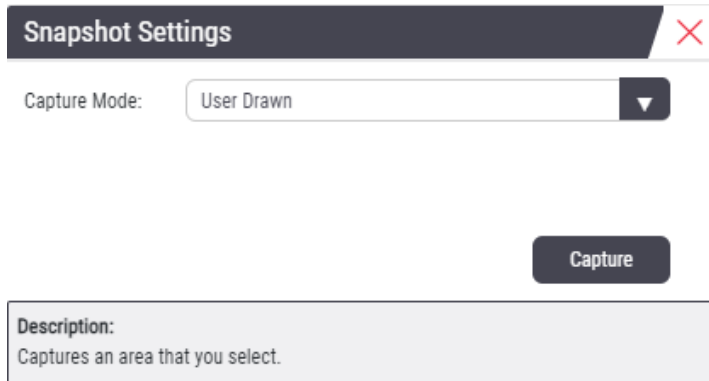 Snapshot Settings
Capture Mode: User Drawn
Capture
Description:
Captures an area that you select.